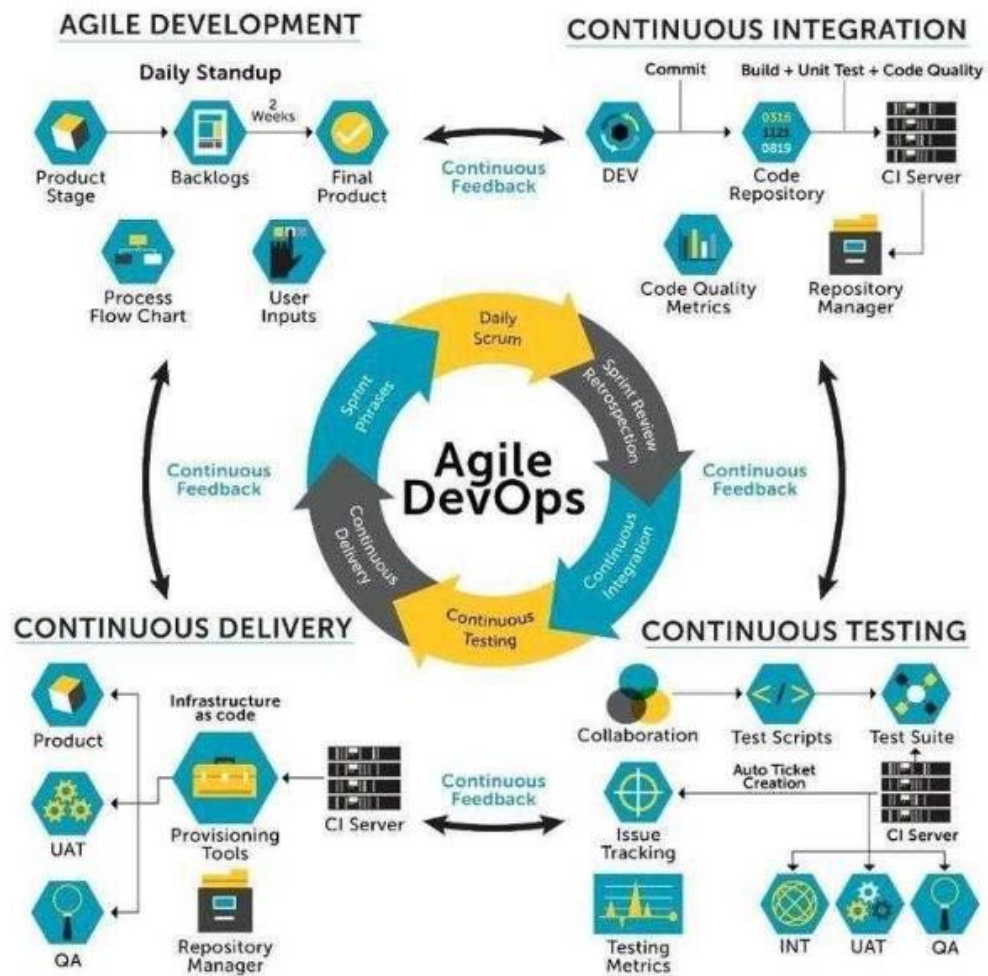 AGILE DEVELOPMENT
Daily Standup
2
Weeks
Product
Stage
Backlogs
Final
Product
Process
Flow Chart
User
Inputs
Continuous
Feedback
CONTINUOUS INTEGRATION
Commit
Build + Unit Test + Code Quality
0316
1125
0819
DEV
Code
Repository
CI Server
Code Quality
Metrics
Repository
Manager
Daily
Scrum
Sprint Review
Retrospection
Continuous
Integration
Continuous
Testing
Continuous
Delivery
Sprint
Phrases
Agile
DevOps
Continuous
Feedback
Continuous
Feedback
CONTINUOUS DELIVERY
Infrastructure
as code
Product
UAT
QA
Provisioning
Tools
CI Server
Repository
Manager
Continuous
Feedback
CONTINUOUS TESTING
Collaboration
</>
Test Scripts
Test Suite
Auto Ticket
Creation
CI Server
Issue
Tracking
Testing
Metrics
INT
UAT
QA